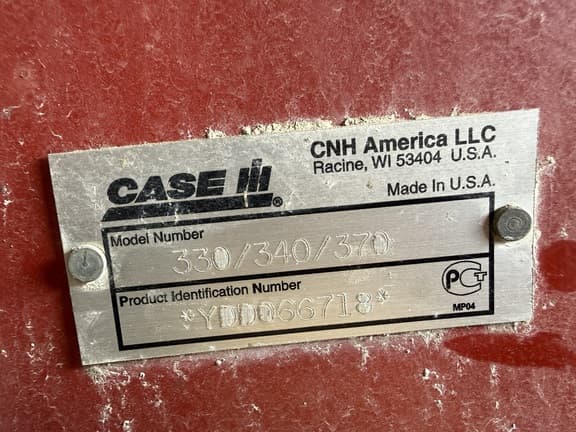 CNH America LLC
Racine, WI 53404 U.S.A.
CASE IH®
Made in U.S.A.
Model Number
330/340/370
Product Identification Number
*YDD066718*
PCT
MP04